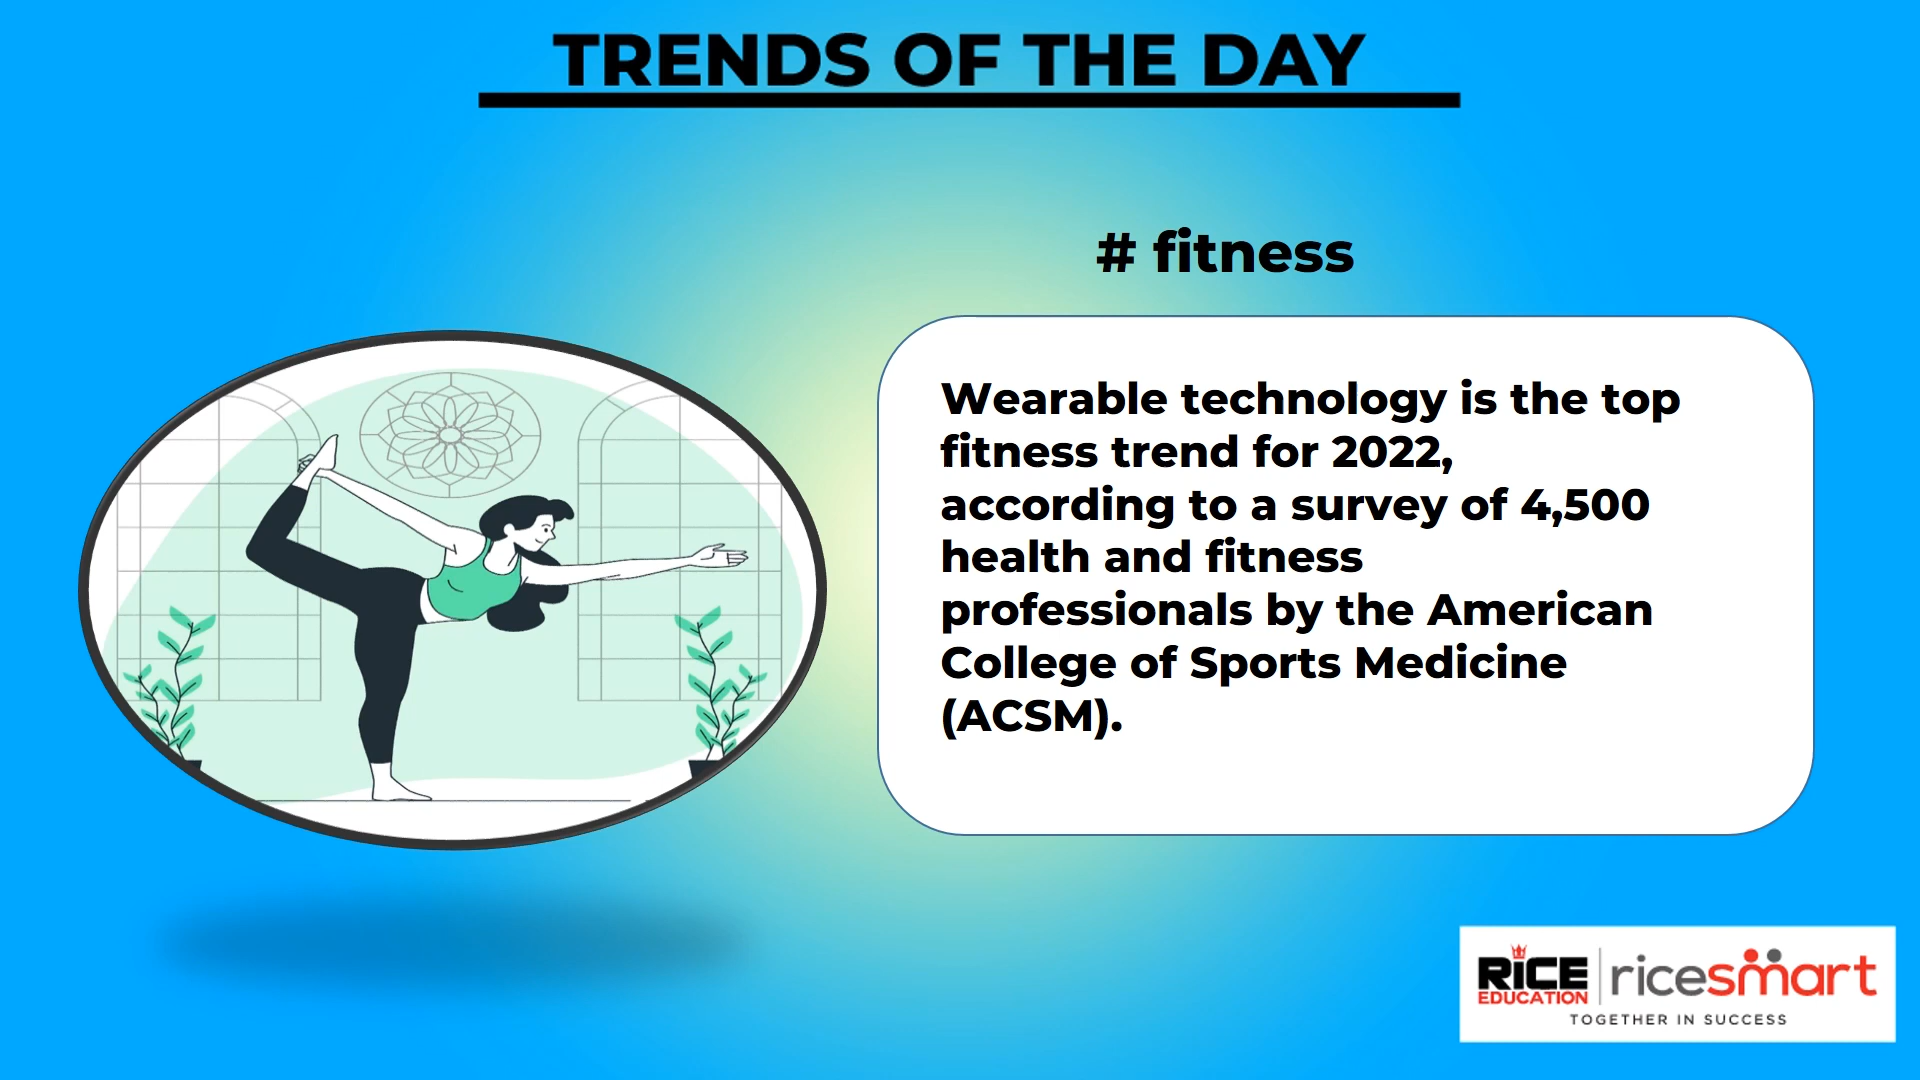 TRENDS OF THE DAY
# fitness
Wearable technology is the top
fitness trend for 2022,
according to a survey of 4,500
health and fitness
professionals by the American
College of Sports Medicine
(ACSM).
RICE
EDUCATION
ricesmart
TOGETHER IN SUCCESS